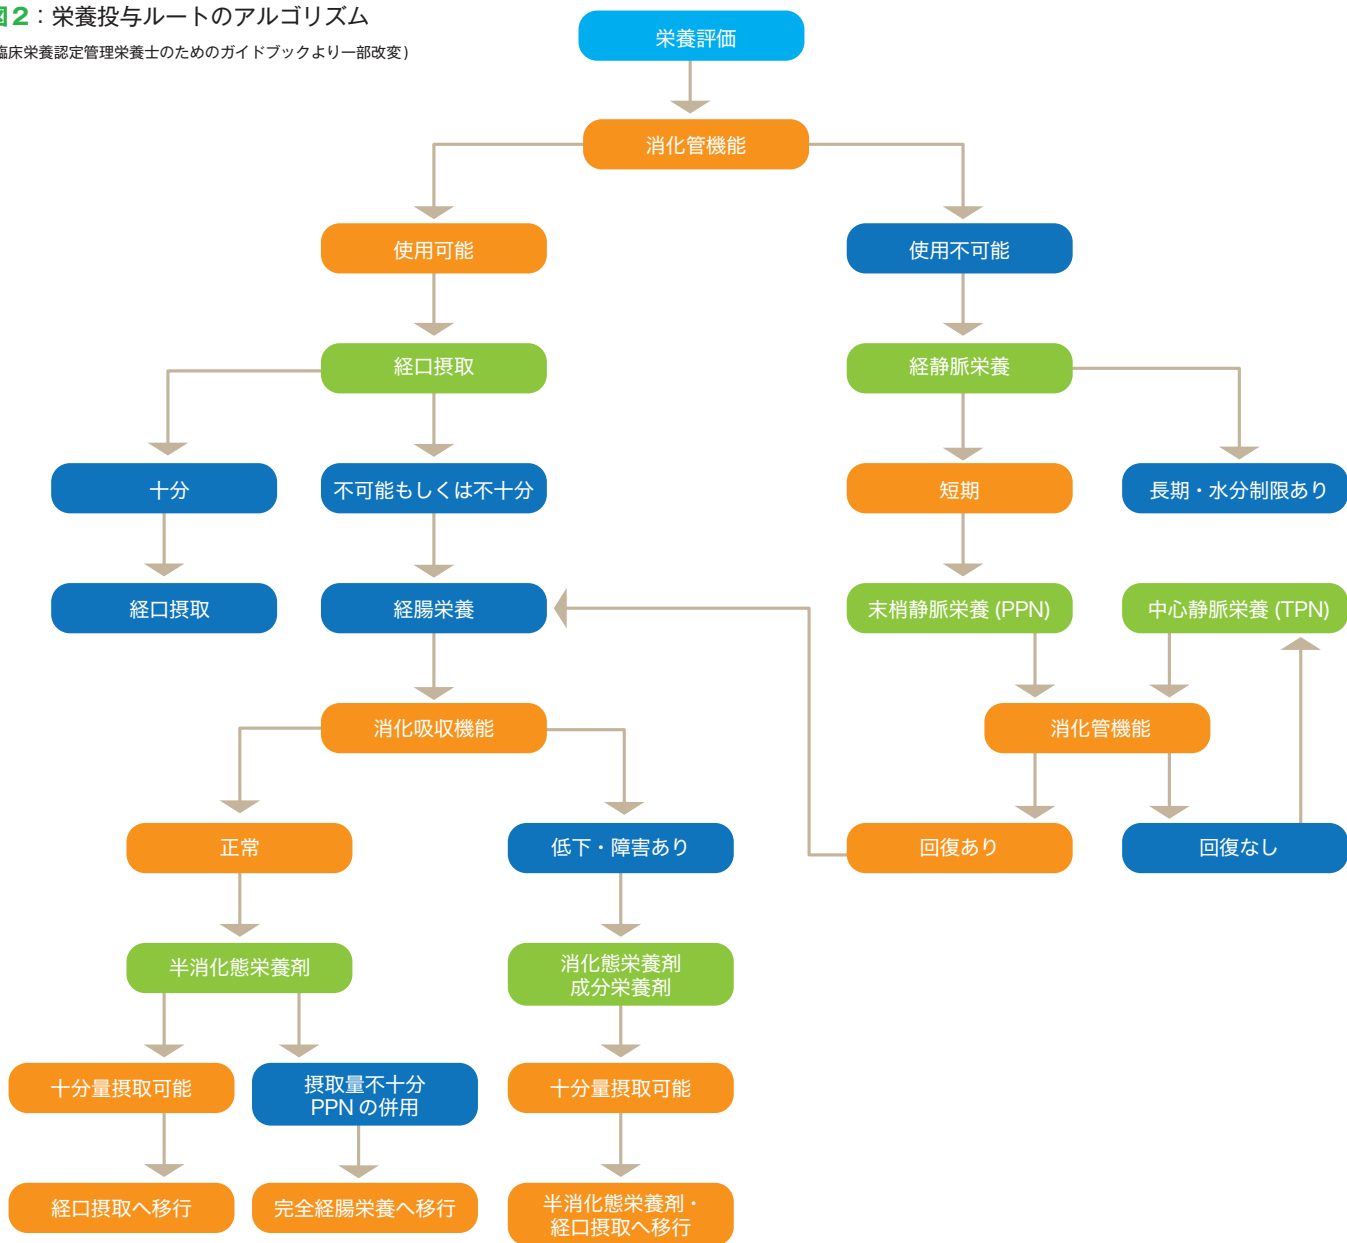 図2：栄養投与ルートのアルゴリズム
臨床栄養認定管理栄養士のためのガイドブックより一部改変)
栄養評価
消化管機能
使用可能
使用不可能
経口摂取
経静脈栄養
十分
不可能もしくは不十分
短期
長期・水分制限あり
経口摂取
経腸栄養
末梢静脈栄養 (PPN)
中心静脈栄養 (TPN)
消化吸収機能
消化管機能
正常
低下・障害あり
回復あり
回復なし
半消化態栄養剤
消化態栄養剤
成分栄養剤
十分量摂取可能
摂取量不十分
PPN の併用
十分量摂取可能
経口摂取へ移行
完全経腸栄養へ移行
半消化態栄養剤・
経口摂取へ移行